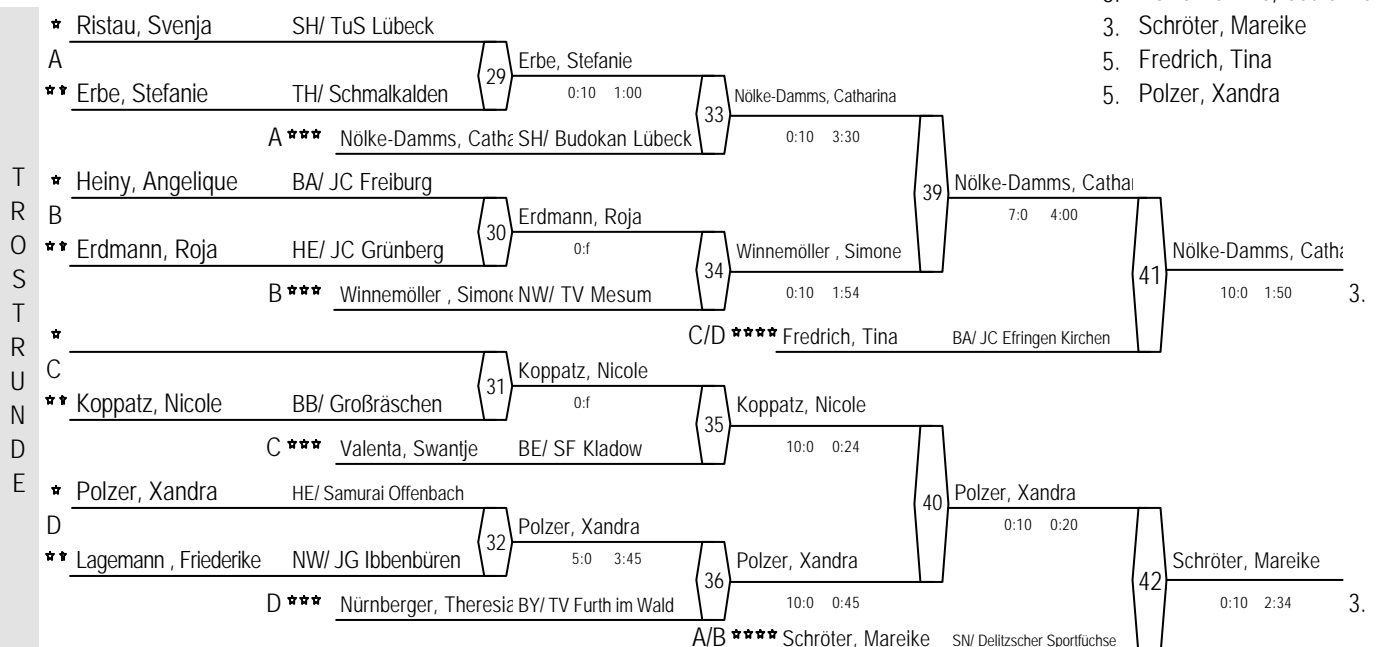 3. Schröter, Mareike
5. Fredrich, Tina
5. Polzer, Xandra
TROSTRUNDE
* Ristau, Svenja SH/ TuS Lübeck
A
** Erbe, Stefanie TH/ Schmalkalden
29
Erbe, Stefanie
0:10 1:00
A *** Nölke-Damms, Catha SH/ Budokan Lübeck
33
Nölke-Damms, Catharina
0:10 3:30
* Heiny, Angelique BA/ JC Freiburg
B
** Erdmann, Roja HE/ JC Grünberg
30
Erdmann, Roja
0:f
B *** Winnemöller , Simone NW/ TV Mesum
34
Winnemöller , Simone
0:10 1:54
39
Nölke-Damms, Cathar
7:0 4:00
C/D **** Fredrich, Tina BA/ JC Efringen Kirchen
41
Nölke-Damms, Catha
10:0 1:50 3.
*
C
** Koppatz, Nicole BB/ Großräschen
31
Koppatz, Nicole
0:f
C *** Valenta, Swantje BE/ SF Kladow
35
Koppatz, Nicole
10:0 0:24
* Polzer, Xandra HE/ Samurai Offenbach
D
** Lagemann , Friederike NW/ JG Ibbenbüren
32
Polzer, Xandra
5:0 3:45
D *** Nürnberger, Theresia BY/ TV Furth im Wald
36
Polzer, Xandra
10:0 0:45
40
Polzer, Xandra
0:10 0:20
A/B **** Schröter, Mareike SN/ Delitzscher Sportfüchse
42
Schröter, Mareike
0:10 2:34 3.